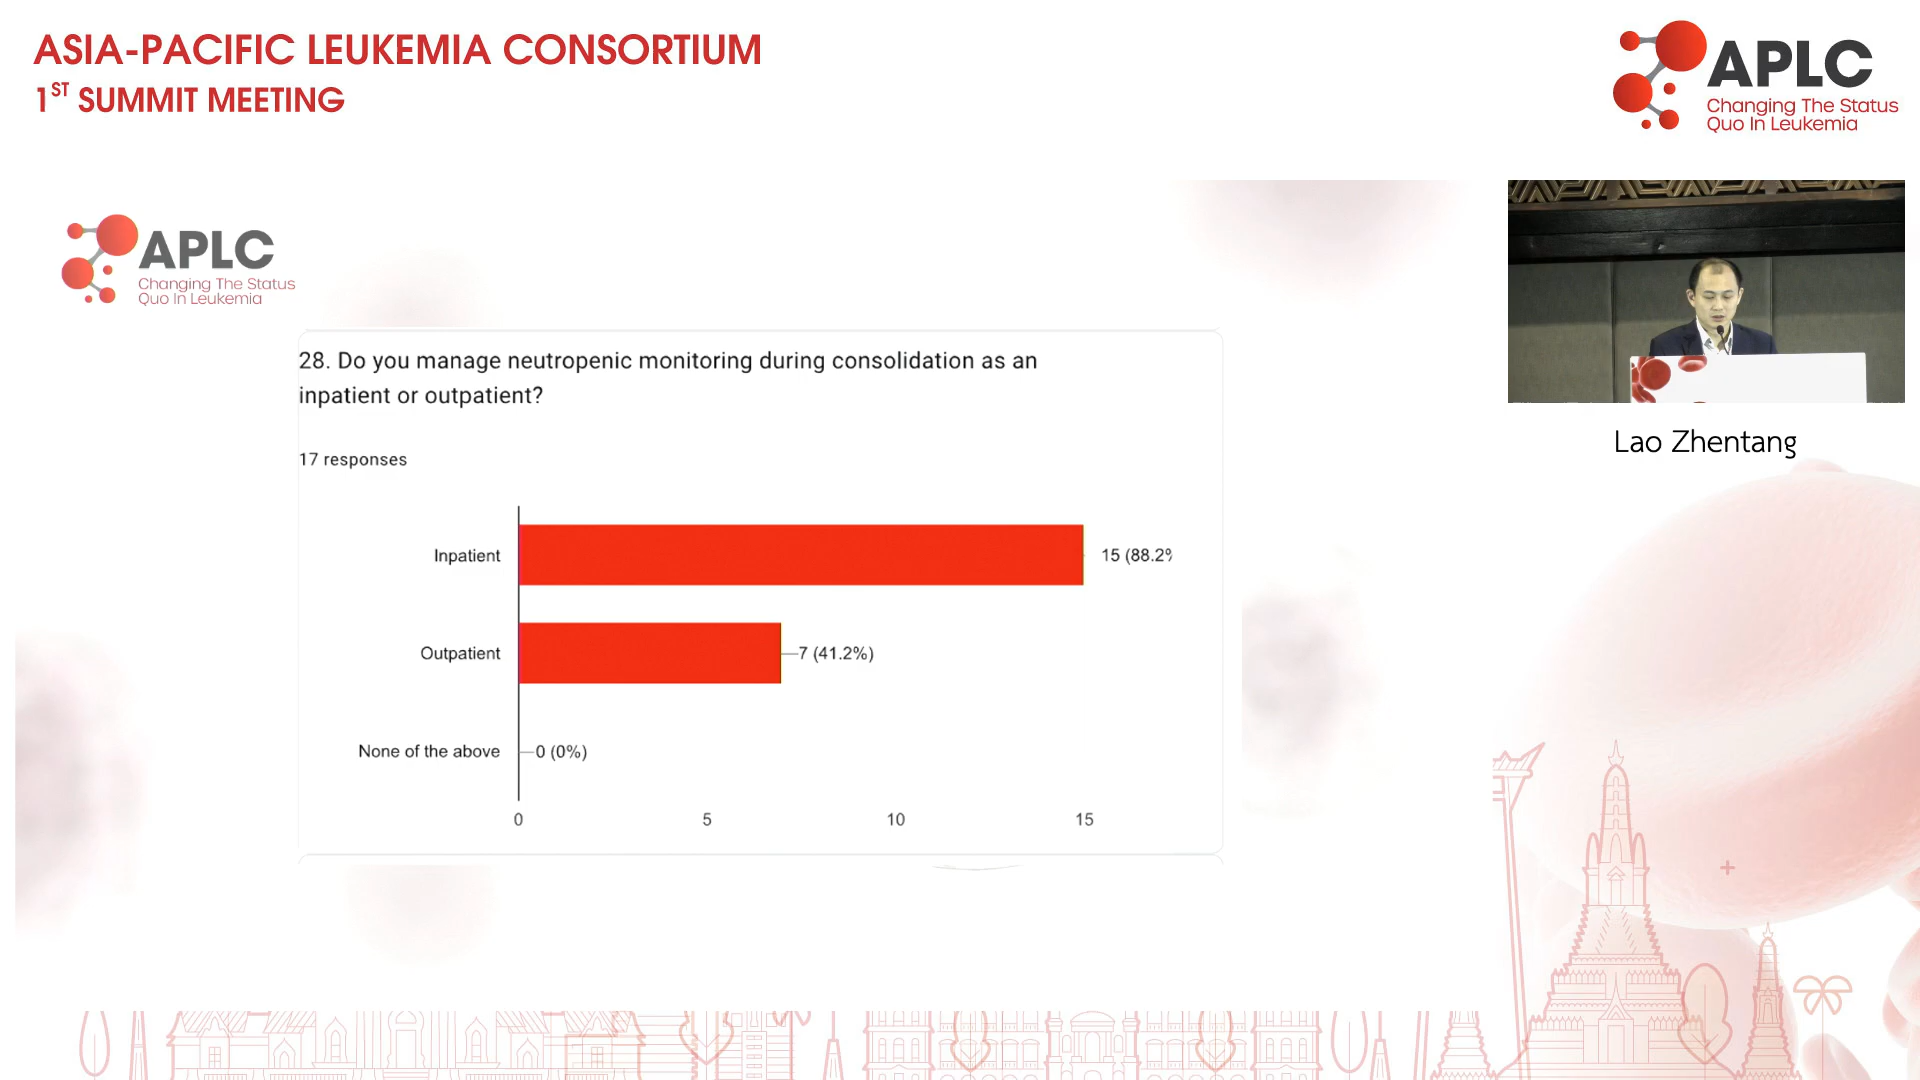 ASIA-PACIFIC LEUKEMIA CONSORTIUM
1ST SUMMIT MEETING
APLC
Changing The Status
Quo In Leukemia
APLC
Changing The Status
Quo In Leukemia
28. Do you manage neutropenic monitoring during consolidation as an
inpatient or outpatient?
17 responses
Inpatient
15 (88.2%
Outpatient
7 (41.2%)
None of the above
0 (0%)
0 5 10 15
Lao Zhentang